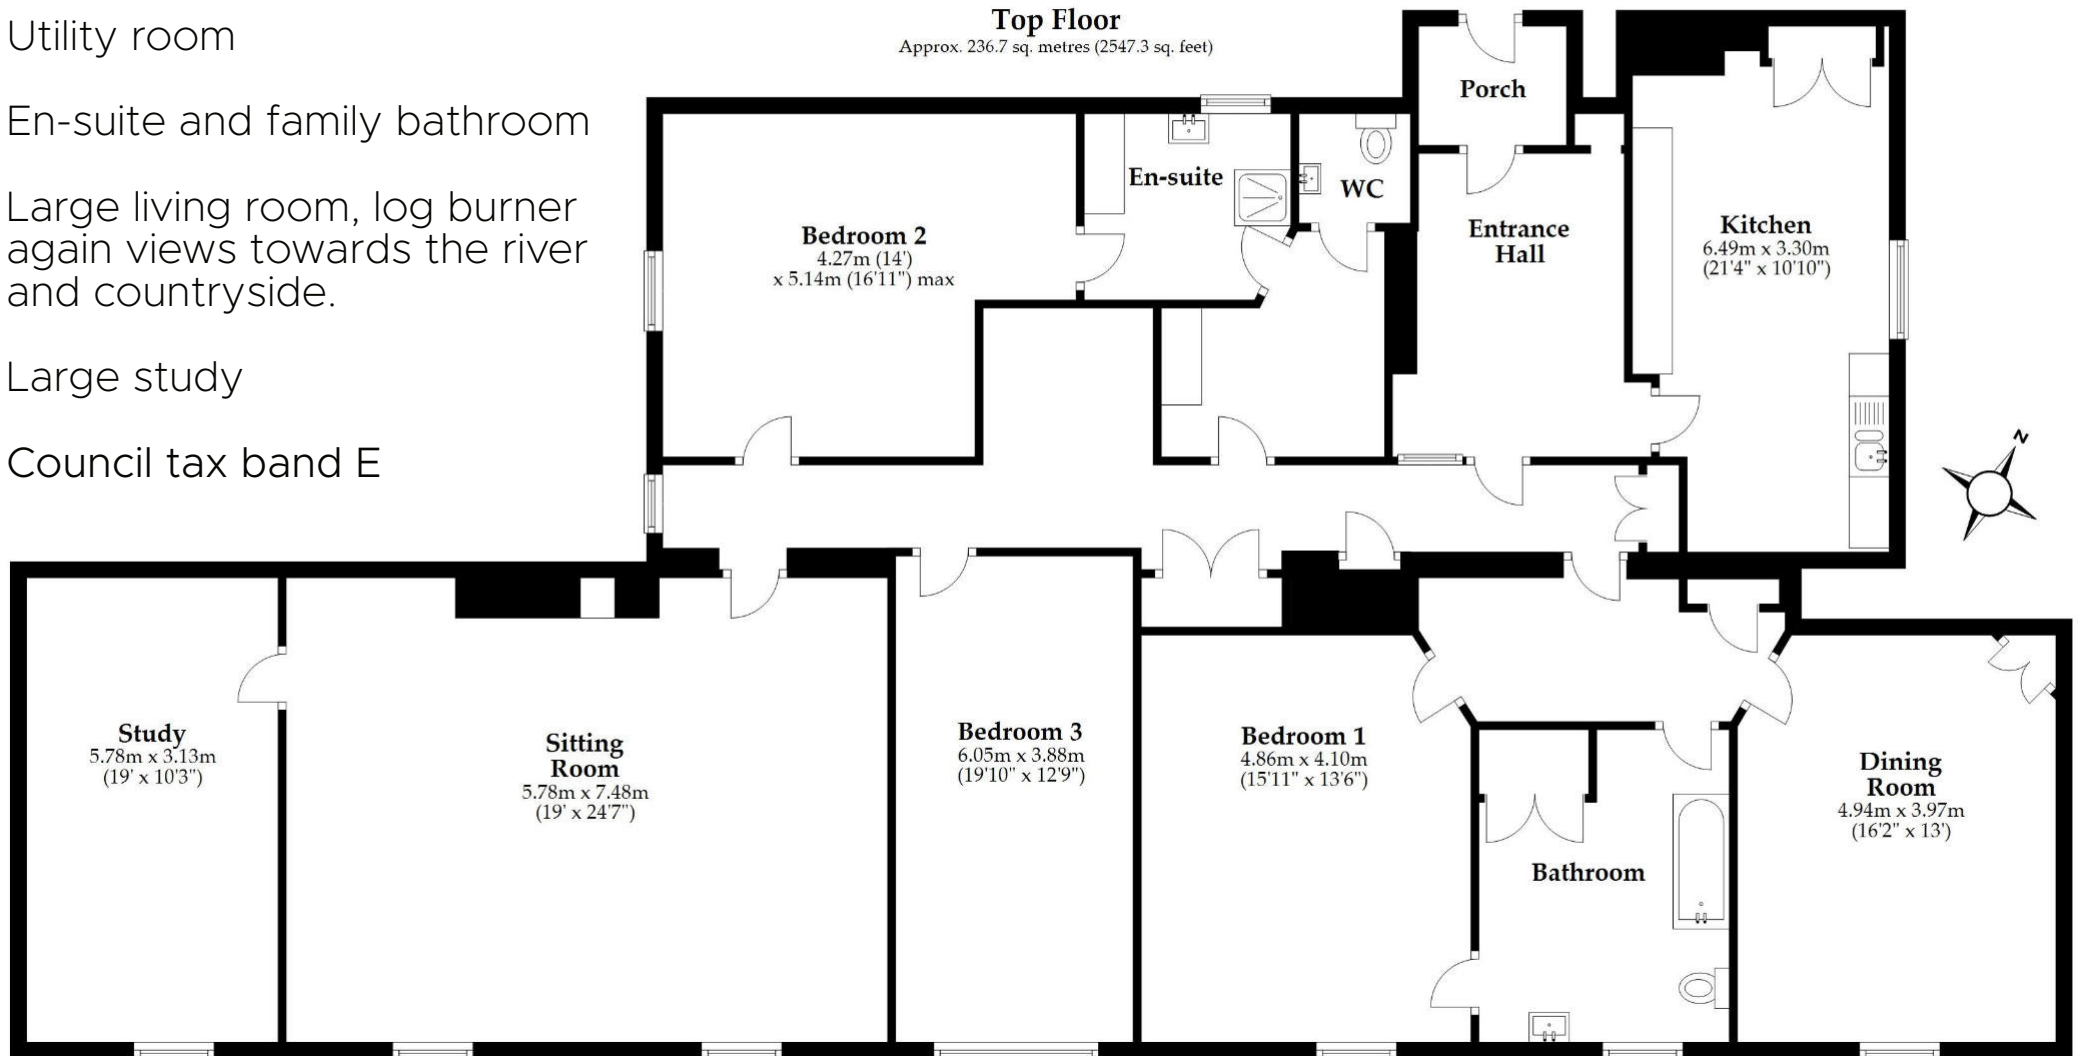 Utility room
En-suite and family bathroom
Large living room, log burner
again views towards the river
and countryside.
Large study
Council tax band E
Top Floor
Approx. 236.7 sq. metres (2547.3 sq. feet)
Porch
En-suite
WC
Bedroom 2
4.27m (14')
x 5.14m (16'11") max
Entrance
Hall
Kitchen
6.49m x 3.30m
(21'4" x 10'10")
N
Study
5.78m x 3.13m
(19' x 10'3")
Sitting
Room
5.78m x 7.48m
(19' x 24'7")
Bedroom 3
6.05m x 3.88m
(19'10" x 12'9")
Bedroom 1
4.86m x 4.10m
(15'11" x 13'6")
Bathroom
Dining
Room
4.94m x 3.97m
(16'2" x 13')